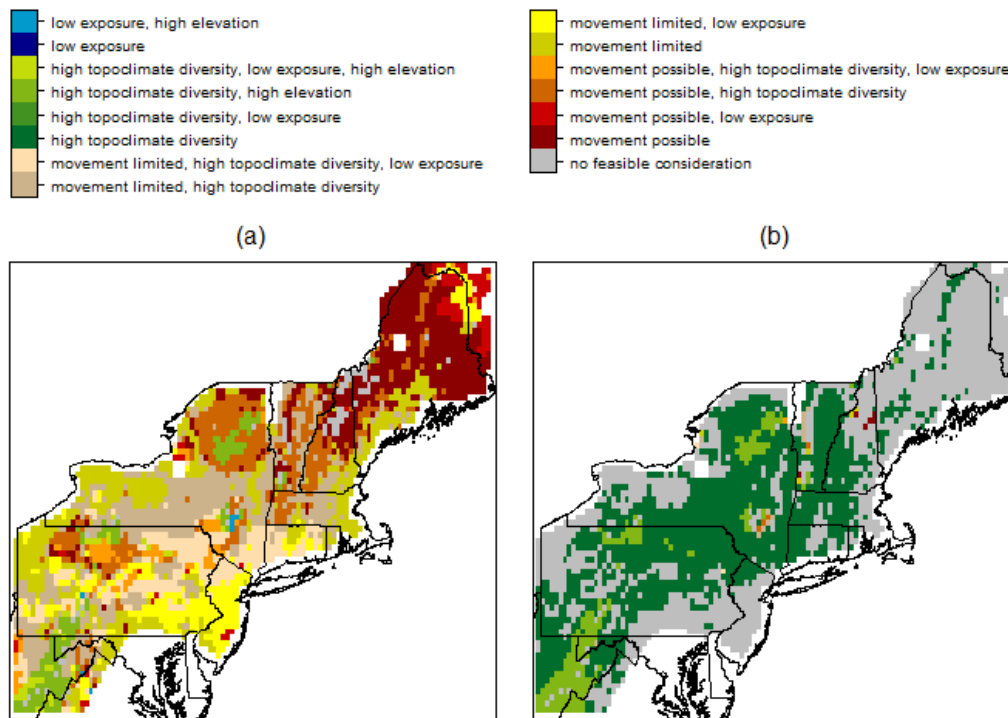 low exposure, high elevation
low exposure
high topoclimate diversity, low exposure, high elevation
high topoclimate diversity, high elevation
high topoclimate diversity, low exposure
high topoclimate diversity
movement limited, high topoclimate diversity, low exposure
movement limited, high topoclimate diversity
movement limited, low exposure
movement limited
movement possible, high topoclimate diversity, low exposure
movement possible, high topoclimate diversity
movement possible, low exposure
movement possible
no feasible consideration
(a)
(b)